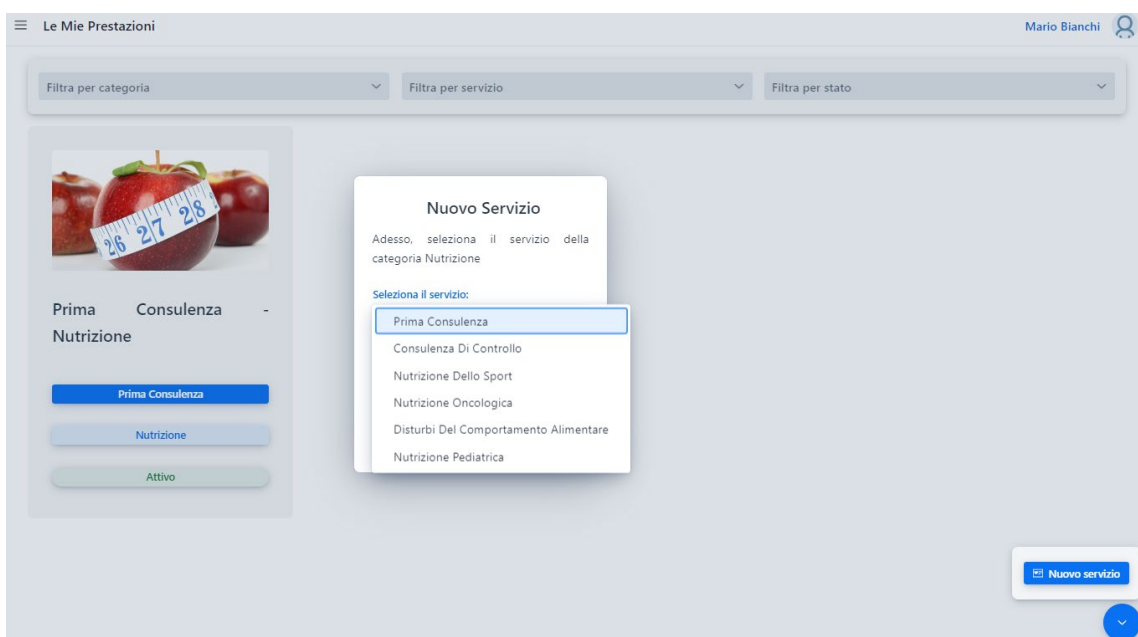 Le Mie Prestazioni
Mario Bianchi
Filtra per categoria
Filtra per servizio
Filtra per stato
26 27 28
Prima Consulenza -
Nutrizione
Prima Consulenza
Nutrizione
Attivo
Nuovo Servizio
Adesso, seleziona il servizio della
categoria Nutrizione
Seleziona il servizio:
Prima Consulenza
Consulenza Di Controllo
Nutrizione Dello Sport
Nutrizione Oncologica
Disturbi Del Comportamento Alimentare
Nutrizione Pediatrica
Nuovo servizio